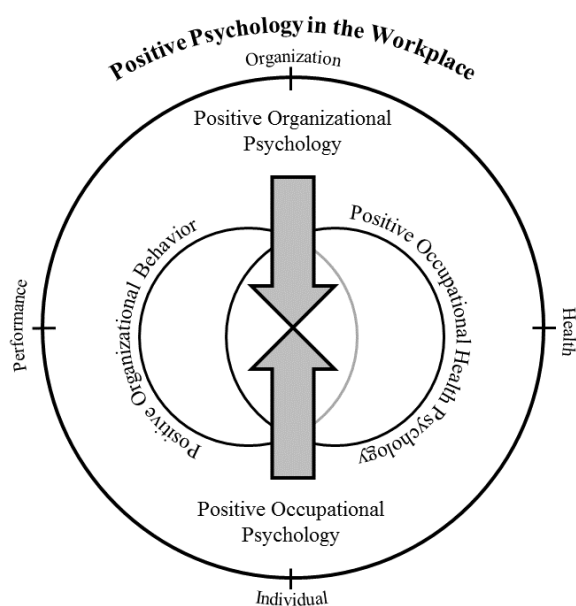 Positive Psychology in the Workplace
Organization
Positive Organizational
Psychology
Positive Organizational Behavior
Positive Occupational Health Psychology
Performance
Health
Positive Occupational
Psychology
Individual